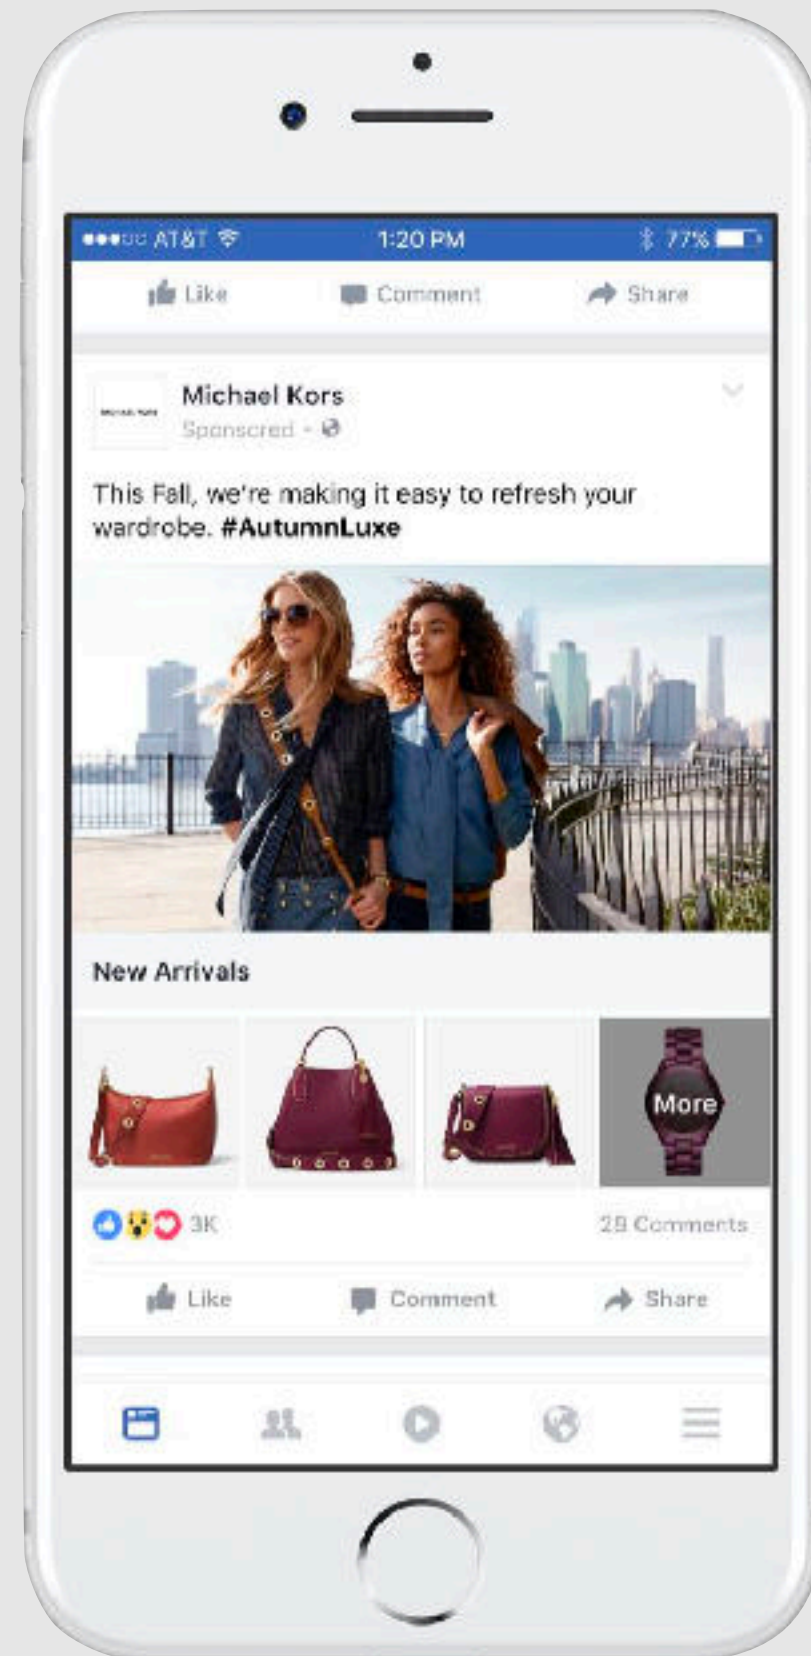 AT&T 1:20 PM 77%
Like Comment Share
Michael Kors
Sponsored
This Fall, we're making it easy to refresh your
wardrobe. #AutumnLuxe
New Arrivals
More
3K 28 Comments
Like Comment Share